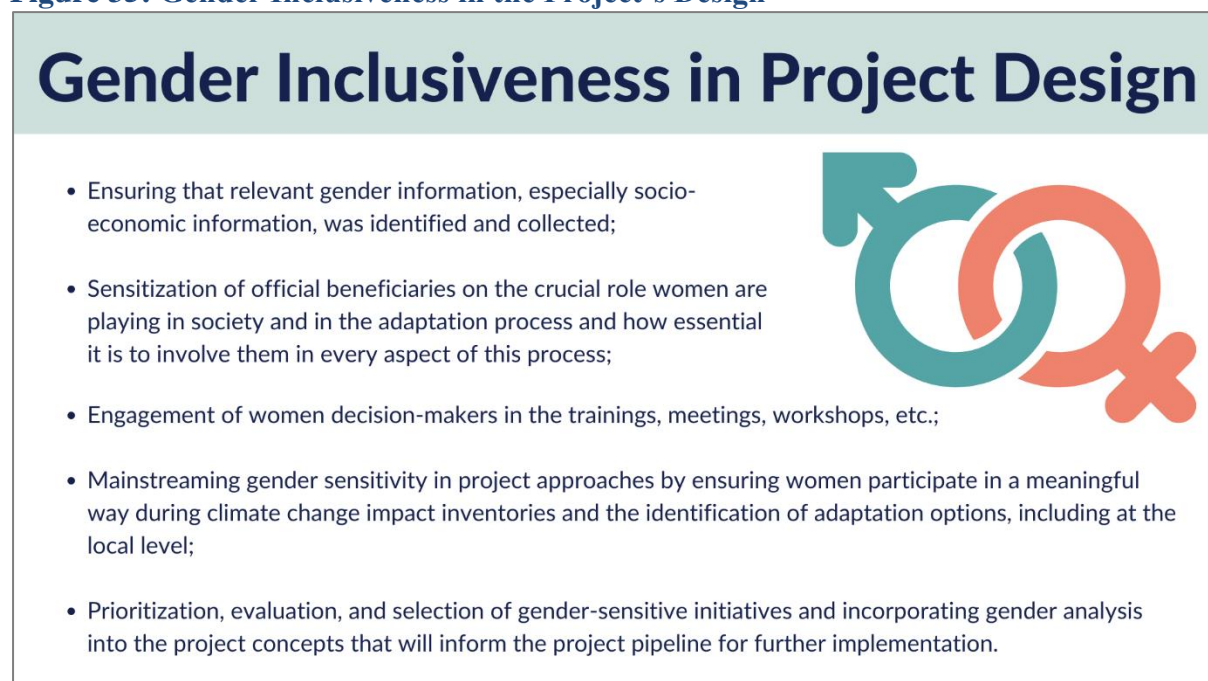 Gender Inclusiveness in Project Design
• Ensuring that relevant gender information, especially socio-
economic information, was identified and collected;
• Sensitization of official beneficiaries on the crucial role women are
playing in society and in the adaptation process and how essential
it is to involve them in every aspect of this process;
• Engagement of women decision-makers in the trainings, meetings, workshops, etc.;
• Mainstreaming gender sensitivity in project approaches by ensuring women participate in a meaningful
way during climate change impact inventories and the identification of adaptation options, including at the
local level;
• Prioritization, evaluation, and selection of gender-sensitive initiatives and incorporating gender analysis
into the project concepts that will inform the project pipeline for further implementation.